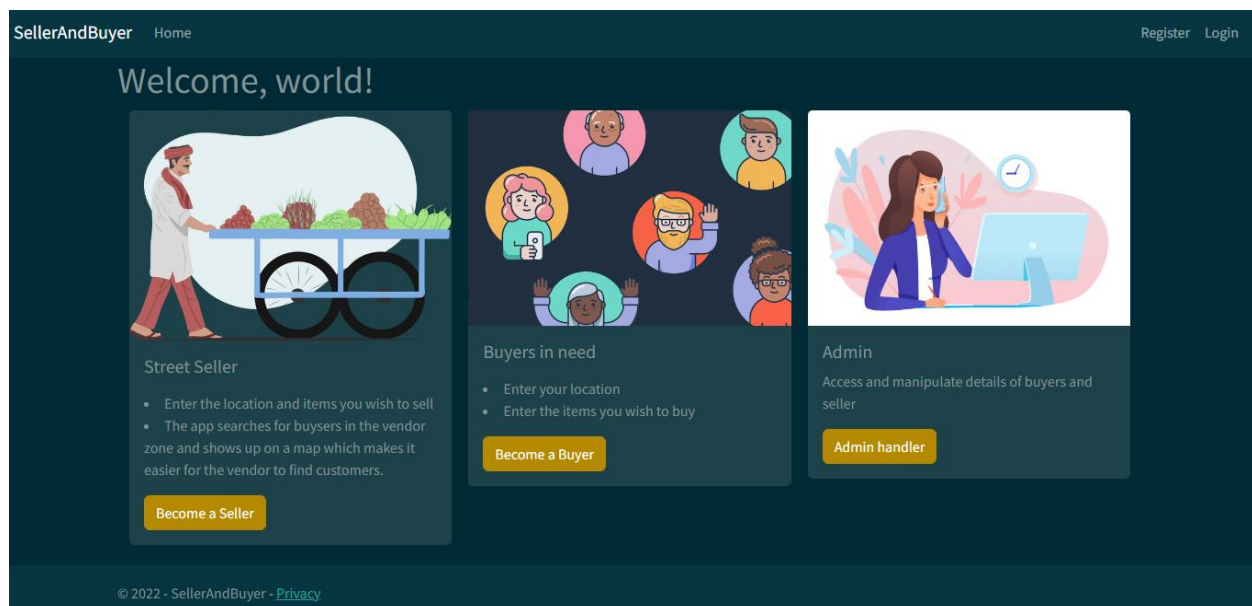 SellerAndBuyer Home Register Login
Welcome, world!
Street Seller
• Enter the location and items you wish to sell
• The app searches for buysers in the vendor
zone and shows up on a map which makes it
easier for the vendor to find customers.
Become a Seller
Buyers in need
• Enter your location
• Enter the items you wish to buy
Become a Buyer
Admin
Access and manipulate details of buyers and
seller
Admin handler
© 2022 - SellerAndBuyer - Privacy